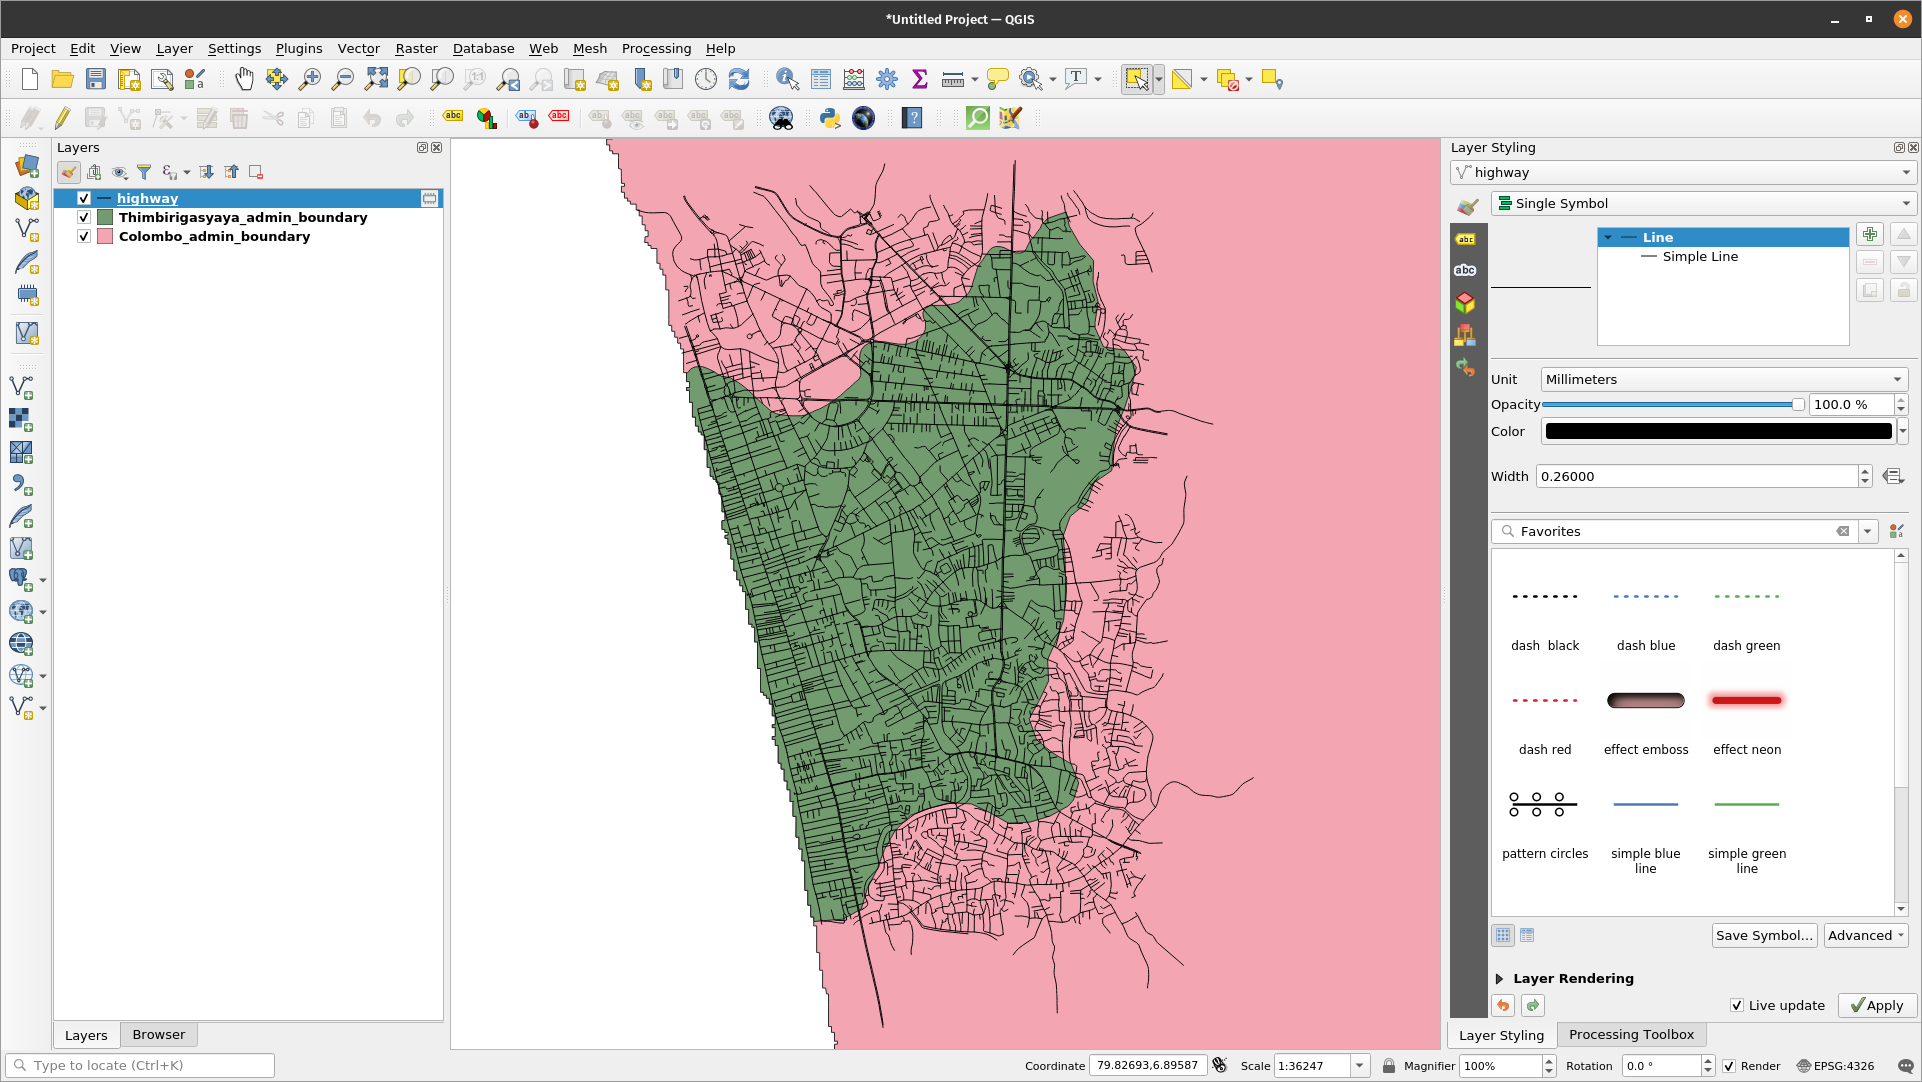 *Untitled Project — QGIS
Project Edit View Layer Settings Plugins Vector Raster Database Web Mesh Processing Help
Layers
highway
Thimbirigasyaya_admin_boundary
Colombo_admin_boundary
Layers Browser
Layer Styling
highway
Single Symbol
Line
Simple Line
Unit Millimeters
Opacity 100.0 %
Color
Width 0.26000
Favorites
dash black dash blue dash green
dash red effect emboss effect neon
pattern circles simple blue line simple green line
Save Symbol... Advanced
Layer Rendering
Live update Apply
Layer Styling Processing Toolbox
Type to locate (Ctrl+K)
Coordinate 79.82693,6.89587 Scale 1:36247 Magnifier 100% Rotation 0.0 ° Render EPSG:4326